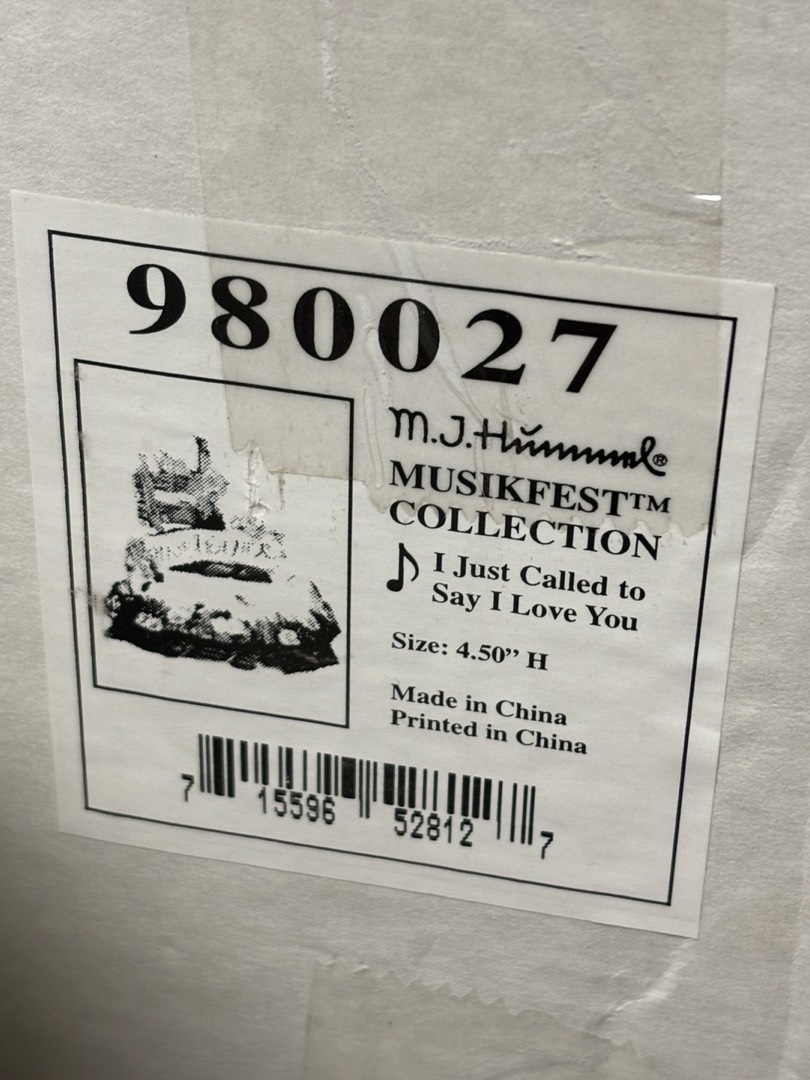 980027
M.J. Hummel®
MUSIKFEST™
COLLECTION
♪ I Just Called to
Say I Love You
Size: 4.50” H
Made in China
Printed in China
7 15596 52812 7